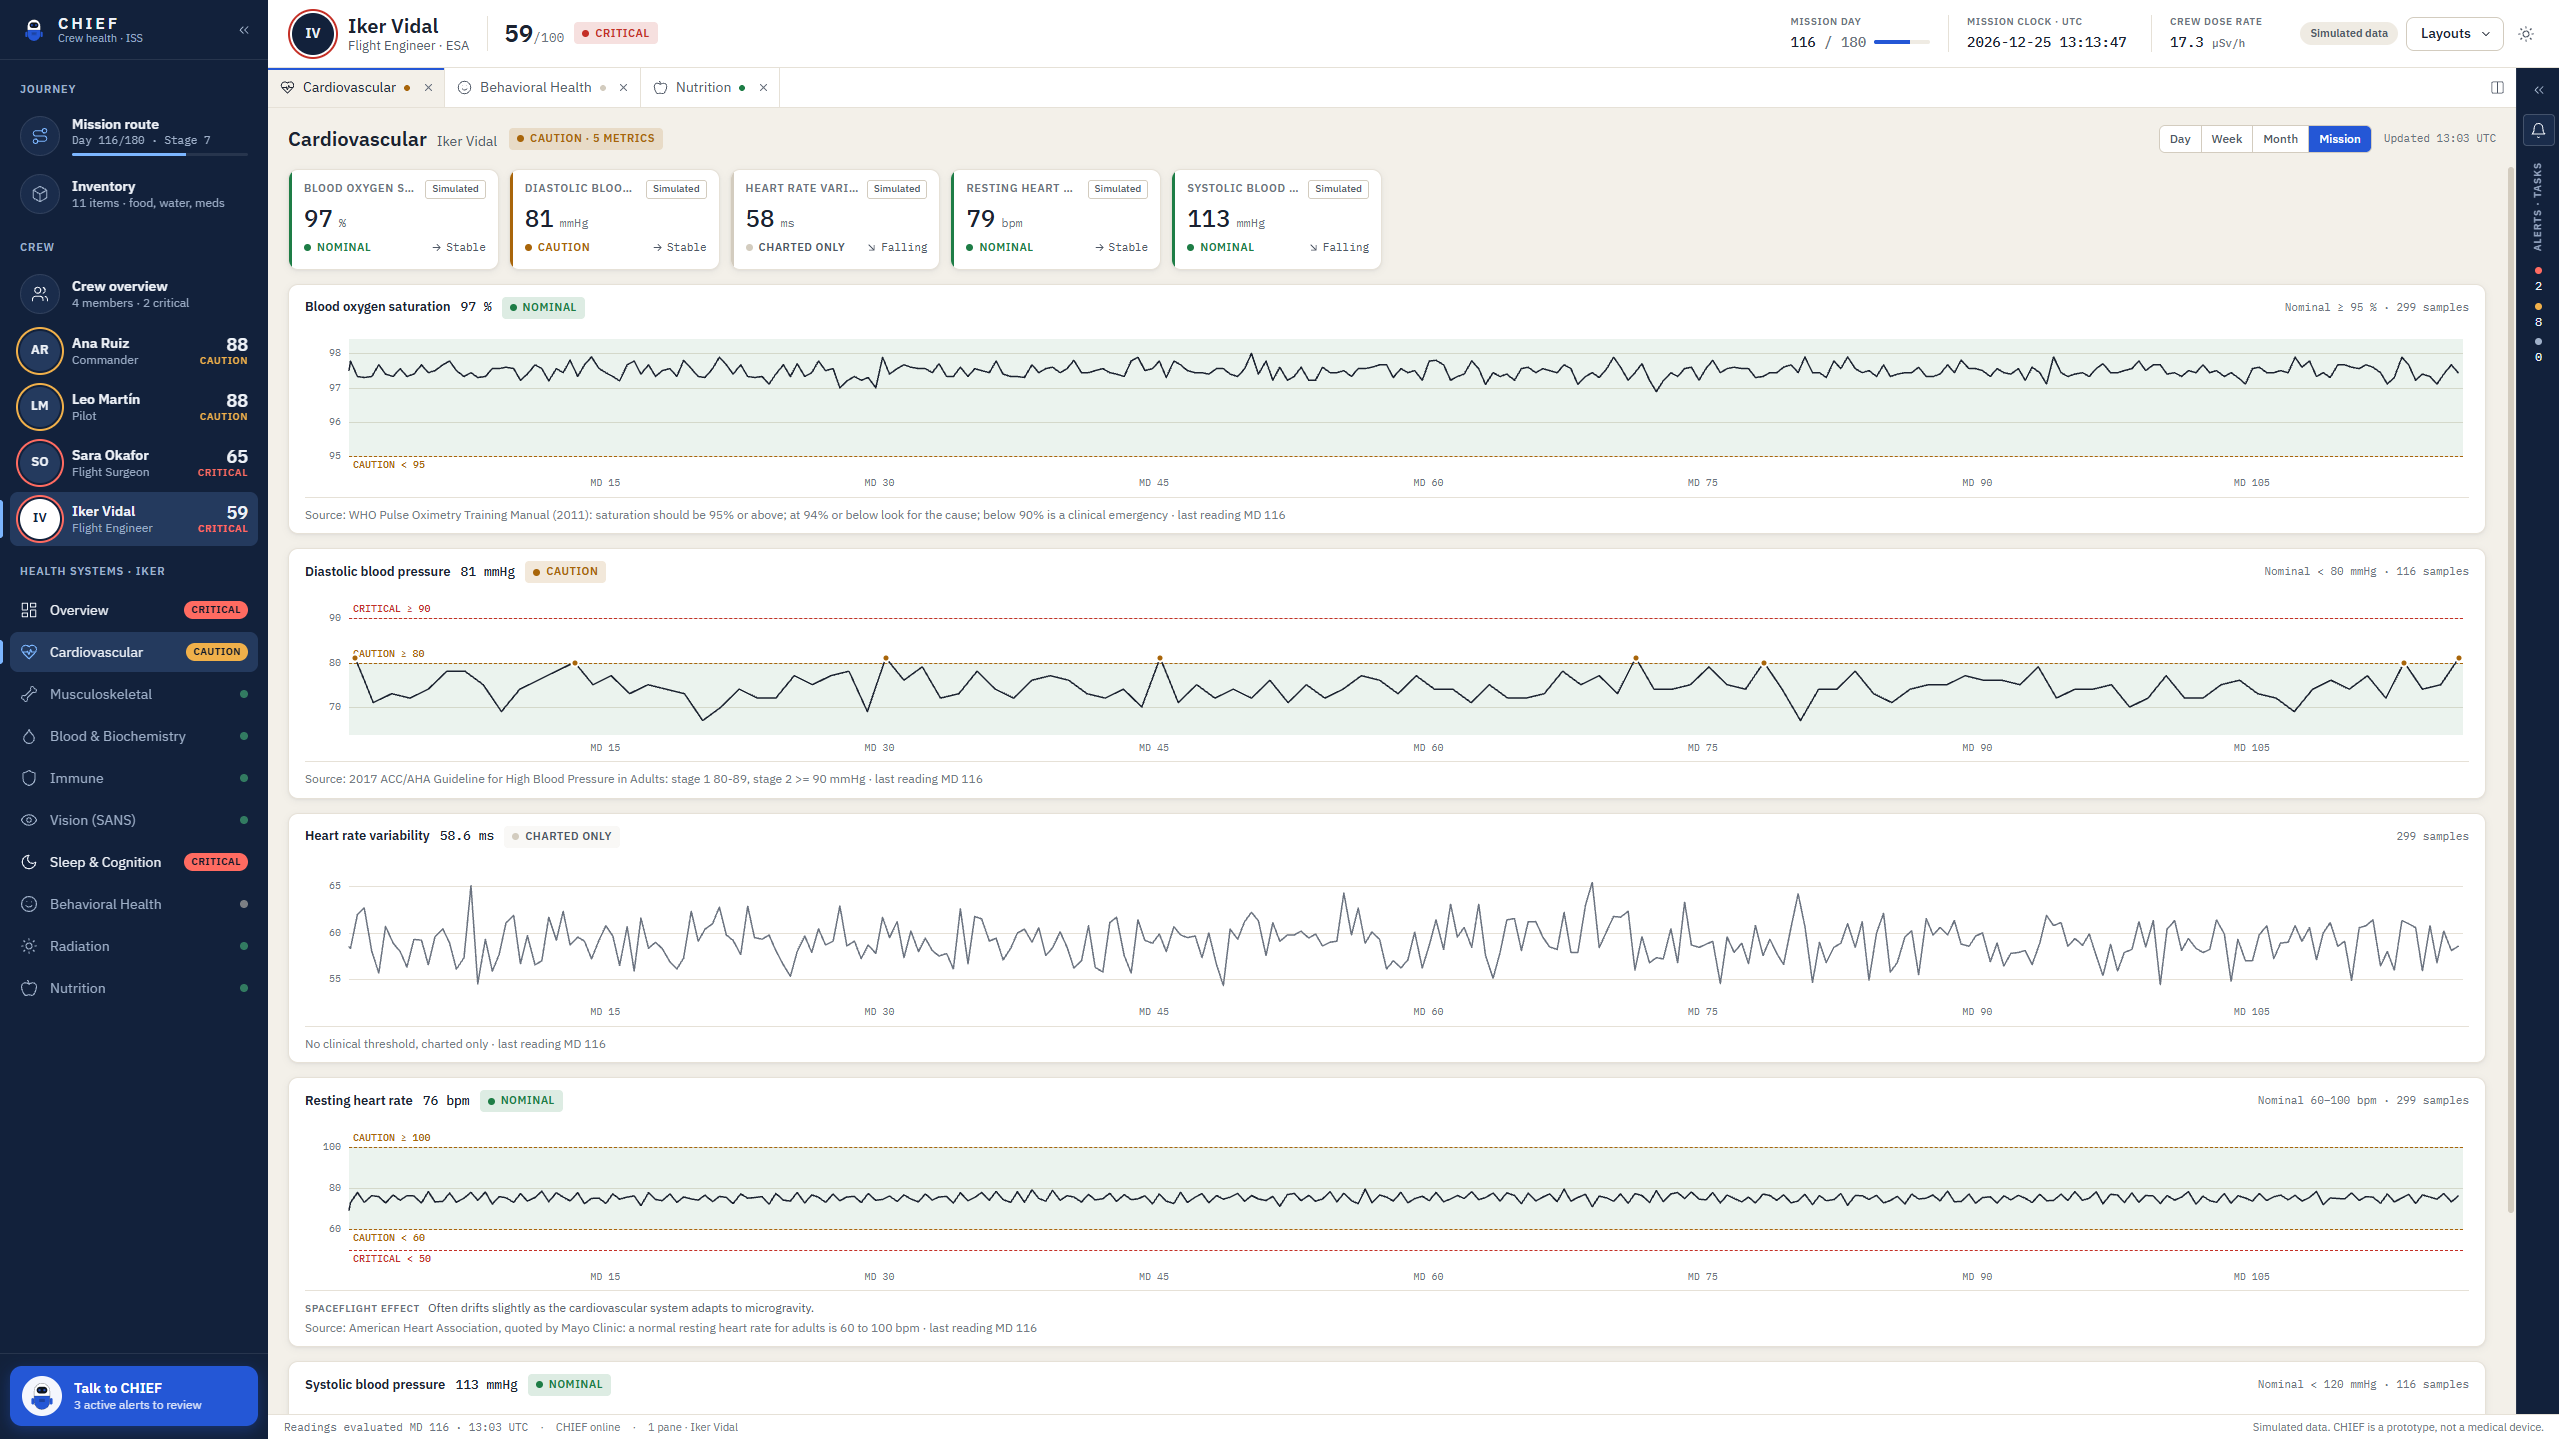 CHIEF
Crew health · ISS
JOURNEY
Mission route
Day 116/180 · Stage 7
Inventory
11 items · food, water, meds
CREW
Crew overview
4 members · 2 critical
AR
Ana Ruiz
Commander
88
CAUTION
LM
Leo Martín
Pilot
88
CAUTION
SO
Sara Okafor
Flight Surgeon
65
CRITICAL
IV
Iker Vidal
Flight Engineer
59
CRITICAL
HEALTH SYSTEMS · IKER
Overview CRITICAL
Cardiovascular CAUTION
Musculoskeletal
Blood & Biochemistry
Immune
Vision (SANS)
Sleep & Cognition CRITICAL
Behavioral Health
Radiation
Nutrition
Talk to CHIEF
3 active alerts to review
IV
Iker Vidal
Flight Engineer · ESA
59/100 CRITICAL
MISSION DAY
116 / 180
MISSION CLOCK · UTC
2026-12-25 13:13:47
CREW DOSE RATE
17.3 µSv/h
Simulated data
Layouts
Cardiovascular
Behavioral Health
Nutrition
Cardiovascular Iker Vidal CAUTION · 5 METRICS
Day Week Month Mission
Updated 13:03 UTC
BLOOD OXYGEN S... Simulated
97 %
NOMINAL → Stable
DIASTOLIC BLOO... Simulated
81 mmHg
CAUTION → Stable
HEART RATE VARI... Simulated
58 ms
CHARTED ONLY ↘ Falling
RESTING HEART ... Simulated
79 bpm
NOMINAL → Stable
SYSTOLIC BLOOD ... Simulated
113 mmHg
NOMINAL ↘ Falling
Blood oxygen saturation 97 % NOMINAL
Nominal ≥ 95 % · 299 samples
98
97
96
95
CAUTION < 95
MD 15 MD 30 MD 45 MD 60 MD 75 MD 90 MD 105
Source: WHO Pulse Oximetry Training Manual (2011): saturation should be 95% or above; at 94% or below look for the cause; below 90% is a clinical emergency · last reading MD 116
Diastolic blood pressure 81 mmHg CAUTION
Nominal < 80 mmHg · 116 samples
CRITICAL ≥ 90
90
CAUTION ≥ 80
80
70
MD 15 MD 30 MD 45 MD 60 MD 75 MD 90 MD 105
Source: 2017 ACC/AHA Guideline for High Blood Pressure in Adults: stage 1 80-89, stage 2 >= 90 mmHg · last reading MD 116
Heart rate variability 58.6 ms CHARTED ONLY
299 samples
65
60
55
MD 15 MD 30 MD 45 MD 60 MD 75 MD 90 MD 105
No clinical threshold, charted only · last reading MD 116
Resting heart rate 76 bpm NOMINAL
Nominal 60–100 bpm · 299 samples
CAUTION ≥ 100
100
80
60
CAUTION < 60
CRITICAL < 50
MD 15 MD 30 MD 45 MD 60 MD 75 MD 90 MD 105
SPACEFLIGHT EFFECT Often drifts slightly as the cardiovascular system adapts to microgravity.
Source: American Heart Association, quoted by Mayo Clinic: a normal resting heart rate for adults is 60 to 100 bpm · last reading MD 116
Systolic blood pressure 113 mmHg NOMINAL
Nominal < 120 mmHg · 116 samples
ALERTS · TASKS
2
8
0
Readings evaluated MD 116 · 13:03 UTC · CHIEF online · 1 pane · Iker Vidal
Simulated data. CHIEF is a prototype, not a medical device.